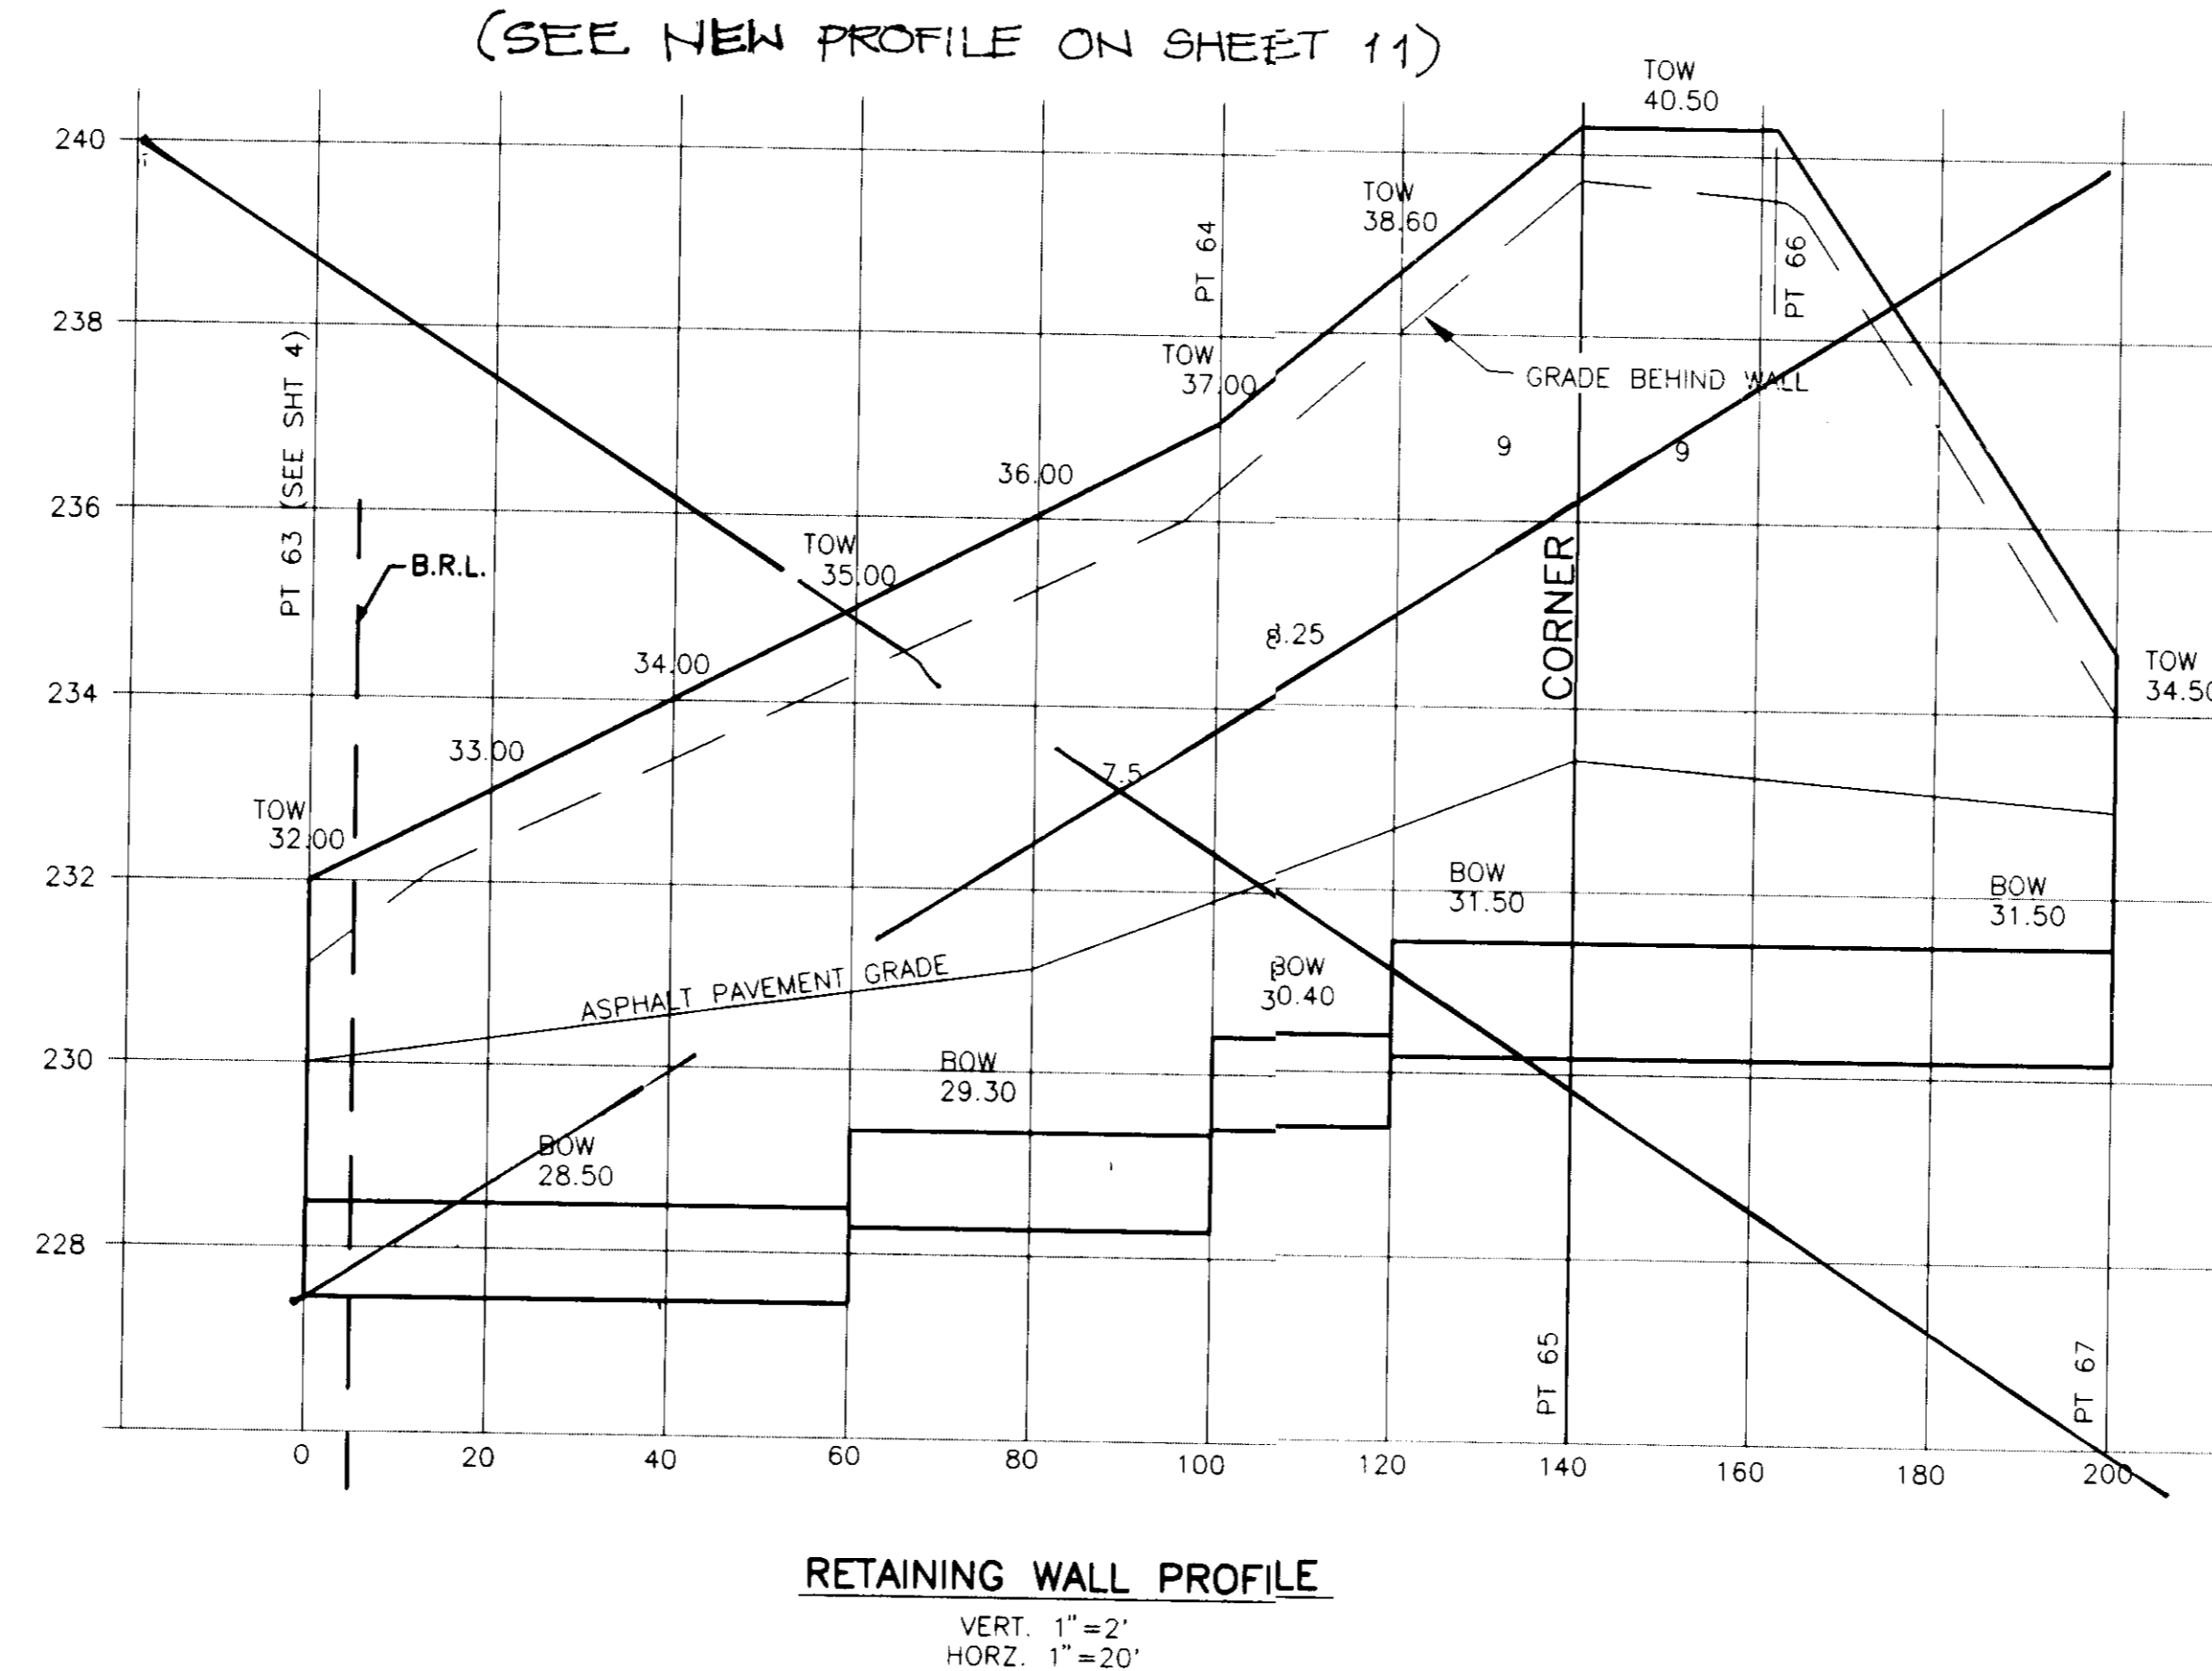 (SEE NEW PROFILE ON SHEET 11)
TOW
40.50
240
TOW
38.60
PT 64
PT 66
238
PT 63 (SEE SHT 4)
TOW
37.00
GRADE BEHIND WALL
9
9
36.00
236
TOW
35.00
B.R.L.
CORNER
8.25
34.00
TOW
34.50
234
33.00
7.5
TOW
32.00
232
BOW
31.50
BOW
31.50
ASPHALT PAVEMENT GRADE
BOW
30.40
230
BOW
29.30
BOW
28.50
228
PT 65
PT 67
0 20 40 60 80 100 120 140 160 180 200
RETAINING WALL PROFILE
VERT. 1"=2'
HORZ. 1"=20'